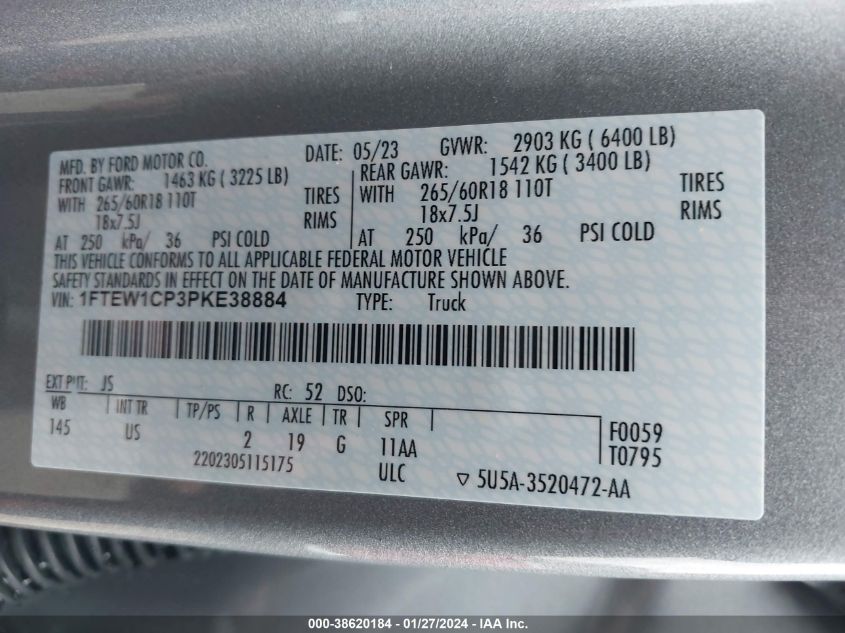 MFD. BY FORD MOTOR CO. DATE: 05/23 GVWR: 2903 KG ( 6400 LB)
FRONT GAWR: 1463 KG ( 3225 LB) REAR GAWR: 1542 KG ( 3400 LB)
WITH 265/60R18 110T TIRES WITH 265/60R18 110T TIRES
18x7.5J RIMS 18x7.5J RIMS
AT 250 kPa/ 36 PSI COLD AT 250 kPa/ 36 PSI COLD
THIS VEHICLE CONFORMS TO ALL APPLICABLE FEDERAL MOTOR VEHICLE
SAFETY STANDARDS IN EFFECT ON THE DATE OF MANUFACTURE SHOWN ABOVE.
VIN: 1FTEW1CP3PKE38884 TYPE: Truck
EXT PNT: JS RC: 52 DSO:
WB INT TR TP/PS R AXLE TR SPR
145 US 2 19 G 11AA F0059
2202305115175 ULC T0795
5U5A-3520472-AA
000-38620184 - 01/27/2024 - IAA Inc.